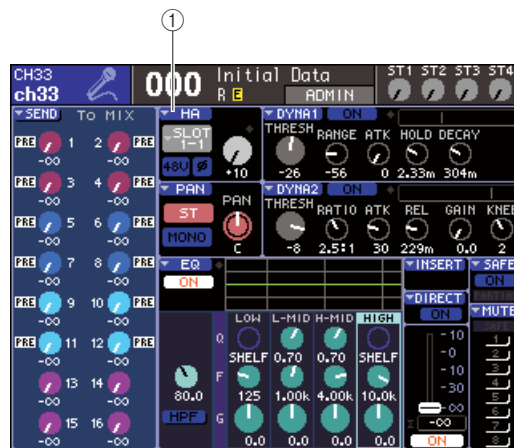 1
CH33
ch33
000
Initial Data
R E
ADMIN
ST1 ST2 ST3 ST4
SEND
To MIX
PRE 1 2 PRE
-∞ -∞
PRE 3 4 PRE
-∞ -∞
PRE 5 6 PRE
-∞ -∞
PRE 7 8 PRE
-∞ -∞
PRE 9 10 PRE
-∞ -∞
PRE 11 12 PRE
-∞ -∞
13 14
-∞ -∞
15 16
-∞ -∞
HA
SLOT
1-1
48V Ø
+10
PAN
PAN
ST
MONO
C
DYNA1 ON
THRESH RANGE ATK HOLD DECAY
-26 -56 0 2.33m 304m
DYNA2 ON
THRESH RATIO ATK REL GAIN KNEE
-8 2.5:1 30 229m 0.0 2
EQ
ON
LOW L-MID H-MID HIGH
Q SHELF 0.70 0.70 SHELF
F 125 1.00k 4.00k 10.0k
80.0
HPF
G 0.0 0.0 0.0 0.0
INSERT
DIRECT
ON
-10
-0
-10
-30
-∞
Σ -∞
ON
SAFE
ON
PARTIAL
MUTE
SAFE
1
2
3
4
5
6
7
8